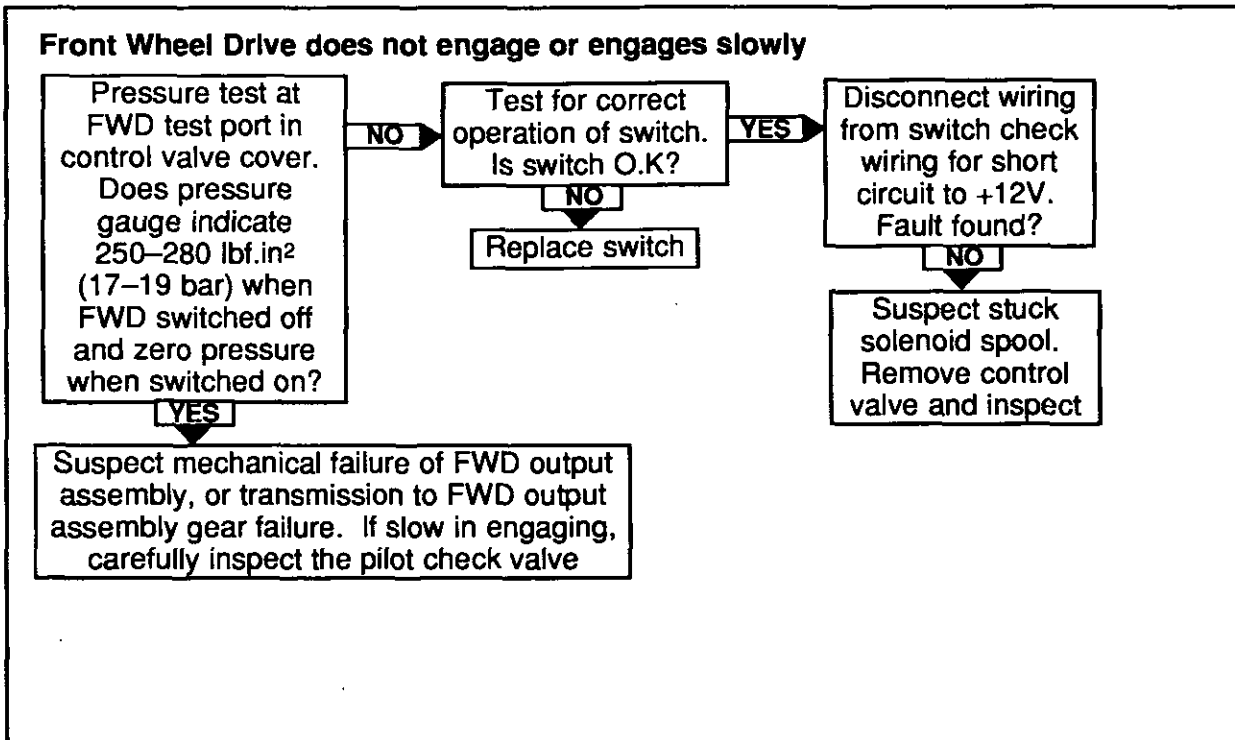 Front Wheel Drive does not engage or engages slowly
Pressure test at
FWD test port in
control valve cover.
Does pressure
gauge indicate
250–280 lbf.in²
(17–19 bar) when
FWD switched off
and zero pressure
when switched on?
NO
Test for correct
operation of switch.
Is switch O.K?
YES
Disconnect wiring
from switch check
wiring for short
circuit to +12V.
Fault found?
NO
Replace switch
NO
Suspect stuck
solenoid spool.
Remove control
valve and inspect
YES
Suspect mechanical failure of FWD output
assembly, or transmission to FWD output
assembly gear failure. If slow in engaging,
carefully inspect the pilot check valve